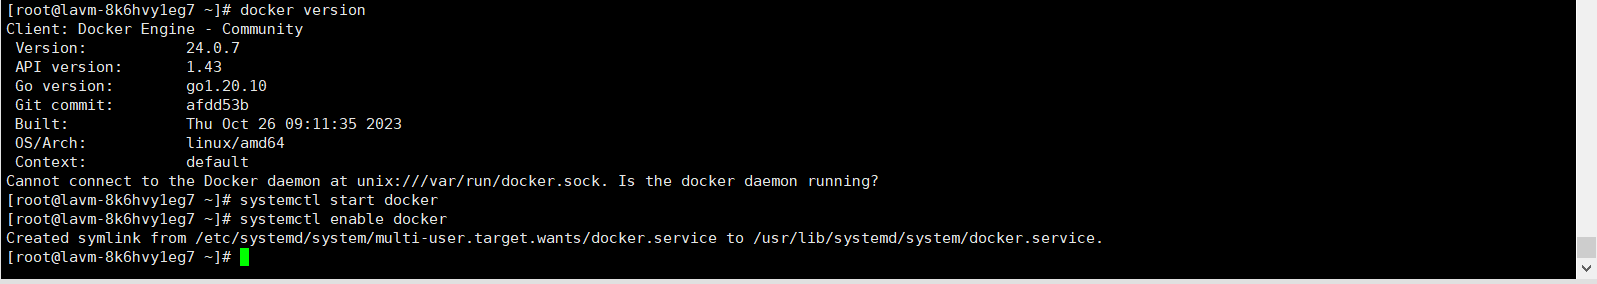 [root@lavm-8k6hvy1eg7 ~]# docker version
Client: Docker Engine - Community
 Version:           24.0.7
 API version:       1.43
 Go version:        go1.20.10
 Git commit:        afdd53b
 Built:             Thu Oct 26 09:11:35 2023
 OS/Arch:           linux/amd64
 Context:           default
Cannot connect to the Docker daemon at unix:///var/run/docker.sock. Is the docker daemon running?
[root@lavm-8k6hvy1eg7 ~]# systemctl start docker
[root@lavm-8k6hvy1eg7 ~]# systemctl enable docker
Created symlink from /etc/systemd/system/multi-user.target.wants/docker.service to /usr/lib/systemd/system/docker.service.
[root@lavm-8k6hvy1eg7 ~]#